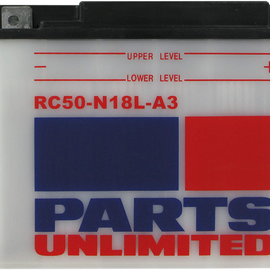 UPPER LEVEL
− +
LOWER LEVEL
RC50-N18L-A3
PARTS
UNLIMITED